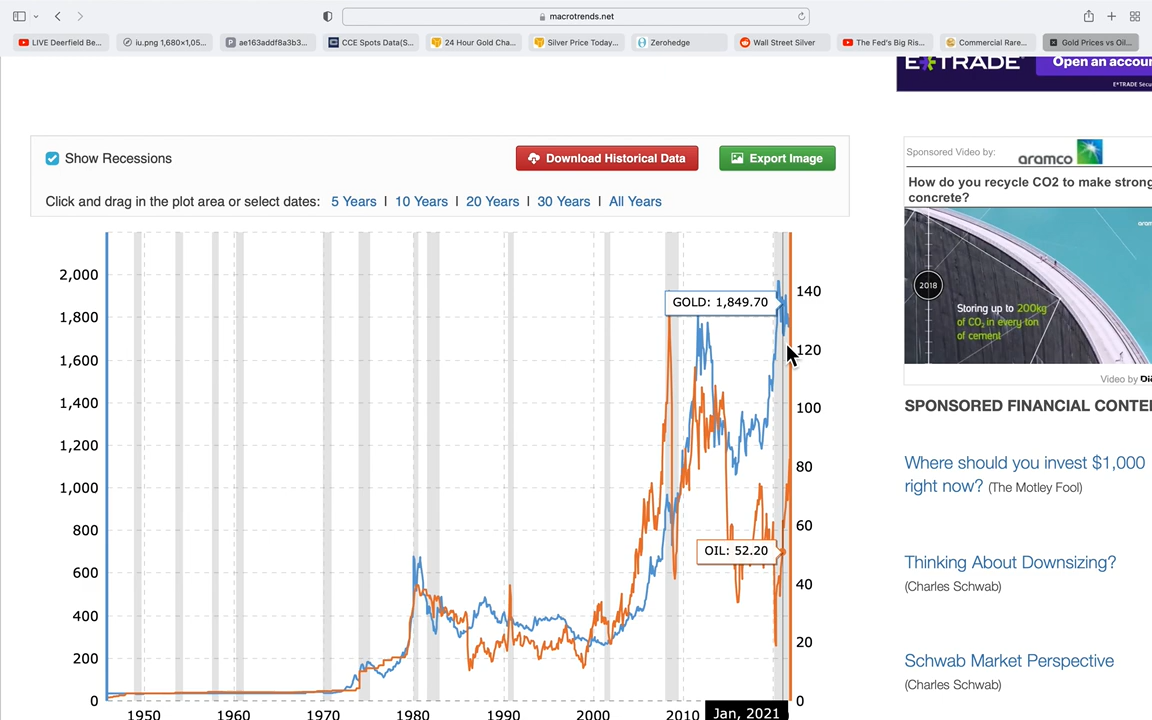 macrotrends.net
LIVE Deerfield Be...
iu.png 1,680×1,05...
ae163addf8a3b3...
CCE Spots Data(S...
24 Hour Gold Cha...
Silver Price Today...
Zerohedge
Wall Street Silver
The Fed's Big Ris...
Commercial Rare...
Gold Prices vs Oil...
E*TRADE
Open an accour
E*TRADE Secu
Show Recessions
Download Historical Data
Export Image
Click and drag in the plot area or select dates: 5 Years | 10 Years | 20 Years | 30 Years | All Years
2,000
1,800
1,600
1,400
1,200
1,000
800
600
400
200
0
GOLD: 1,849.70
OIL: 52.20
140
120
100
80
60
40
20
0
1950
1960
1970
1980
1990
2000
2010
Jan, 2021
Sponsored Video by:
aramco
How do you recycle CO2 to make strong
concrete?
2018
Storing up to 200kg
of CO₂ in every ton
of cement
Video by
SPONSORED FINANCIAL CONTE
Where should you invest $1,000
right now? (The Motley Fool)
Thinking About Downsizing?
(Charles Schwab)
Schwab Market Perspective
(Charles Schwab)